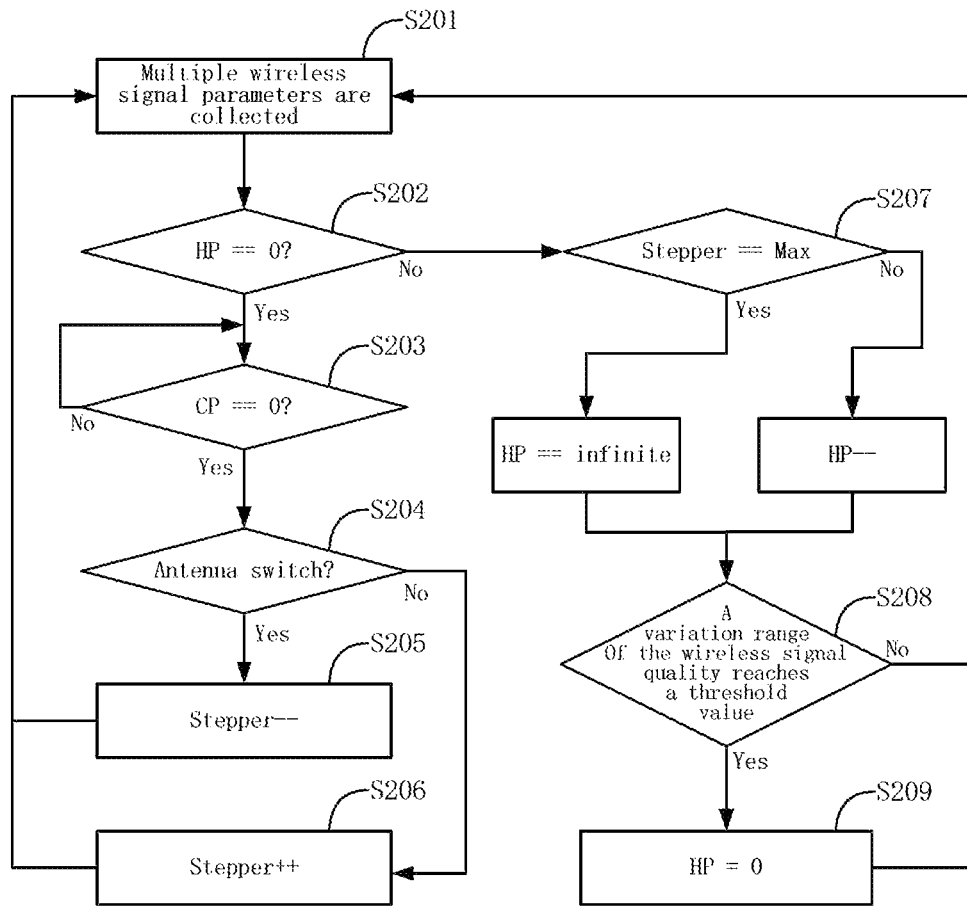 S201
Multiple wireless
signal parameters are
collected
S202
HP == 0?
No
Yes
S207
Stepper == Max
No
Yes
S203
CP == 0?
No
Yes
HP == infinite
HP--
S204
Antenna switch?
No
Yes
S208
A
variation range
Of the wireless signal
quality reaches
a threshold
value
No
Yes
S205
Stepper--
S206
Stepper++
S209
HP = 0